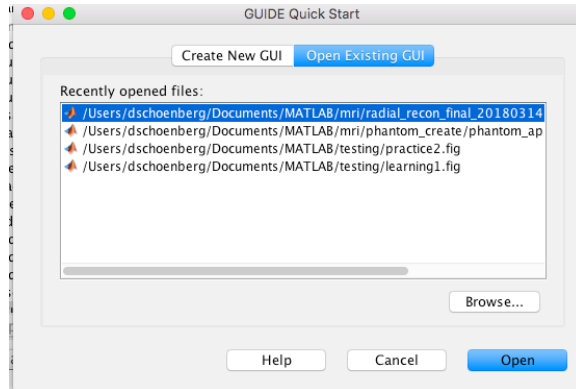 GUIDE Quick Start
Create New GUI Open Existing GUI
Recently opened files:
/Users/dschoenberg/Documents/MATLAB/mri/radial_recon_final_20180314
/Users/dschoenberg/Documents/MATLAB/mri/phantom_create/phantom_ap
/Users/dschoenberg/Documents/MATLAB/testing/practice2.fig
/Users/dschoenberg/Documents/MATLAB/testing/learning1.fig
Browse...
Help Cancel Open